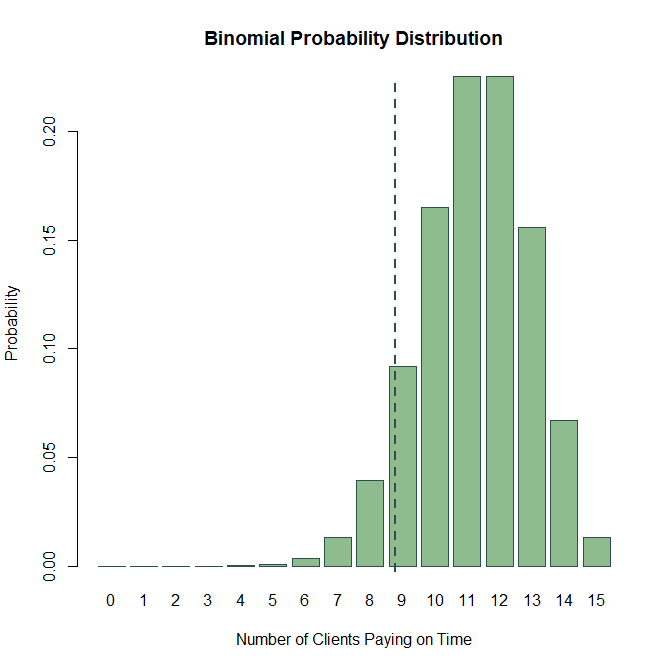 Binomial Probability Distribution
Probability
0.00 0.05 0.10 0.15 0.20
0 1 2 3 4 5 6 7 8 9 10 11 12 13 14 15
Number of Clients Paying on Time